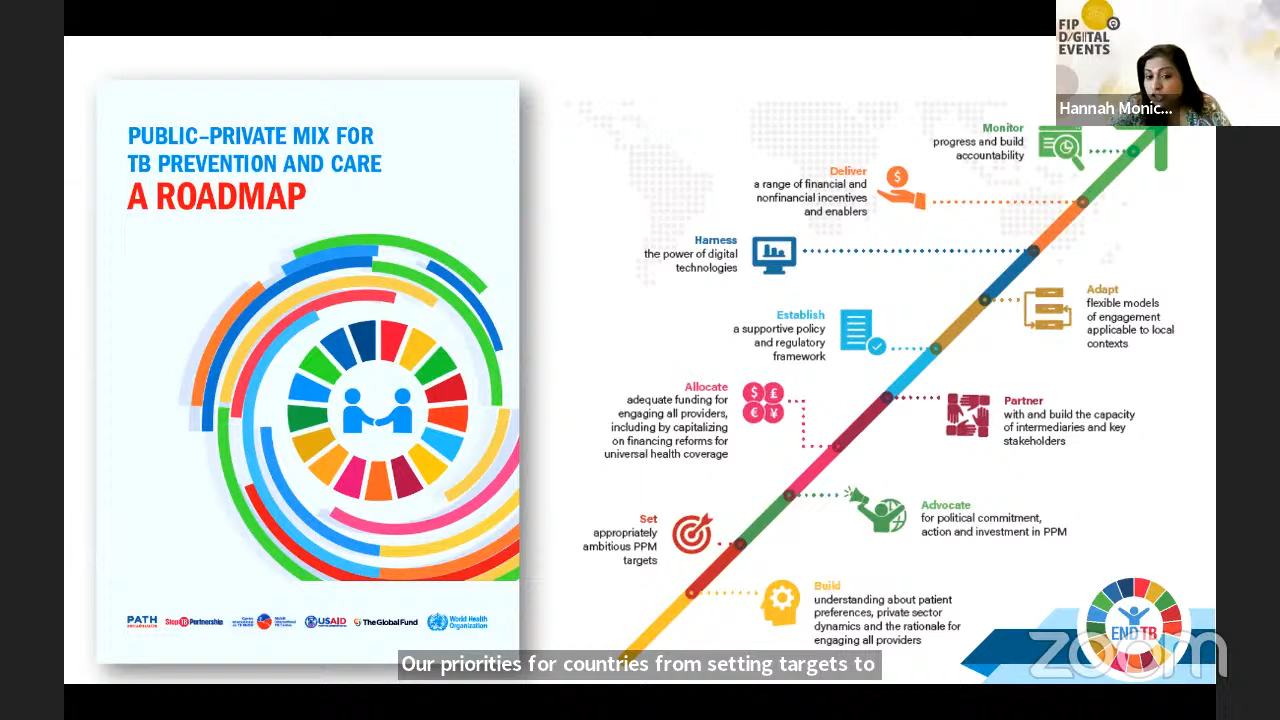 FIP
DIGITAL
EVENTS
Hannah Monic...
PUBLIC–PRIVATE MIX FOR
TB PREVENTION AND CARE
A ROADMAP
PATH
StopTB Partnership
USAID
The Global Fund
World Health
Organization
Monitor
progress and build
accountability
Deliver
a range of financial and
nonfinancial incentives
and enablers
Harness
the power of digital
technologies
Adapt
flexible models
of engagement
applicable to local
contexts
Establish
a supportive policy
and regulatory
framework
Allocate
adequate funding for
engaging all providers,
including by capitalizing
on financing reforms for
universal health coverage
$ £
€ ¥
Partner
with and build the capacity
of intermediaries and key
stakeholders
Advocate
for political commitment,
action and investment in PPM
Set
appropriately
ambitious PPM
targets
Build
understanding about patient
preferences, private sector
dynamics and the rationale for
engaging all providers
$
END TB
zoom
Our priorities for countries from setting targets to